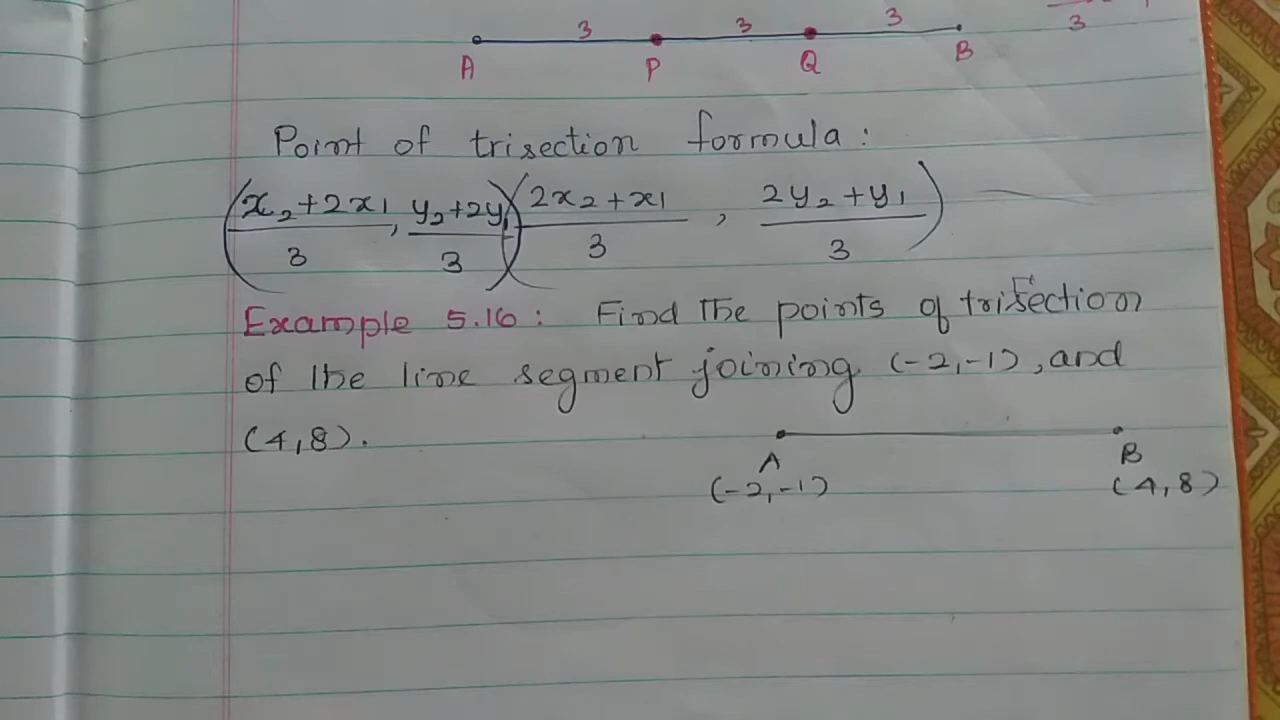 3 3 3
3
A P Q B
Point of trisection formula:
(x₂+2x₁/3, y₂+2y₁/3)(2x₂+x₁/3, 2y₂+y₁/3)
Example 5.16: Find the points of trisection
of the line segment joining (-2,-1), and
(4,8).
A B
(-2,-1) (4,8)